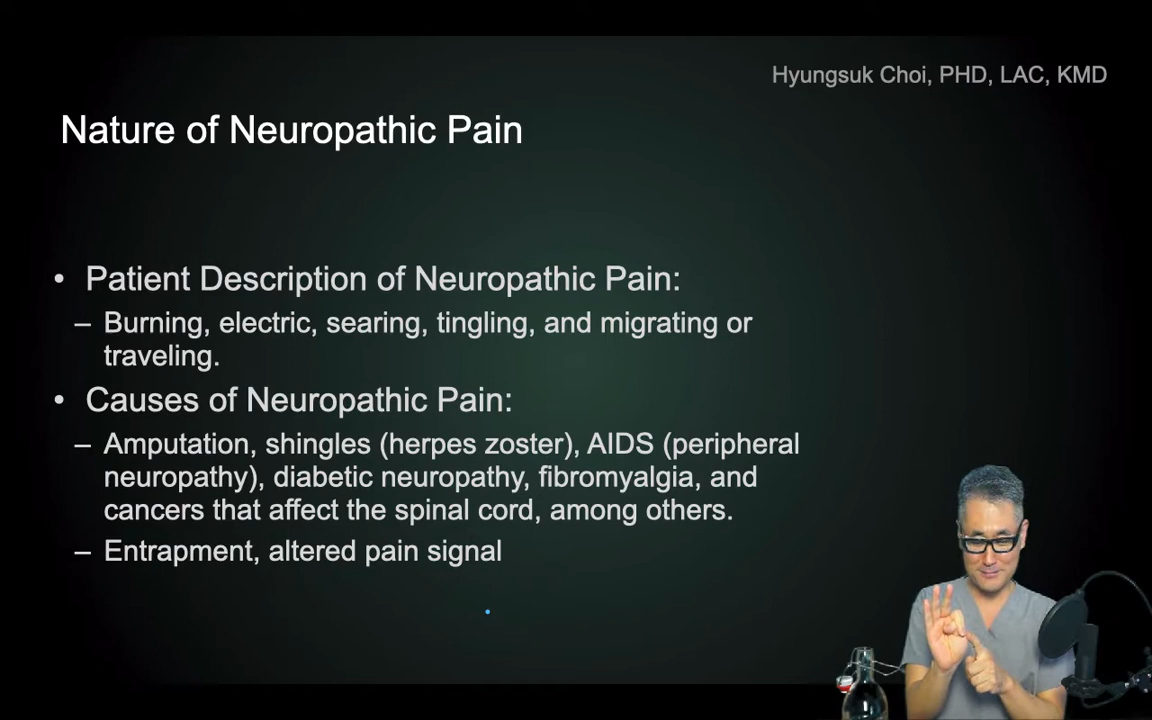 Hyungsuk Choi, PHD, LAC, KMD
Nature of Neuropathic Pain
• Patient Description of Neuropathic Pain:
– Burning, electric, searing, tingling, and migrating or
traveling.
• Causes of Neuropathic Pain:
– Amputation, shingles (herpes zoster), AIDS (peripheral
neuropathy), diabetic neuropathy, fibromyalgia, and
cancers that affect the spinal cord, among others.
– Entrapment, altered pain signal